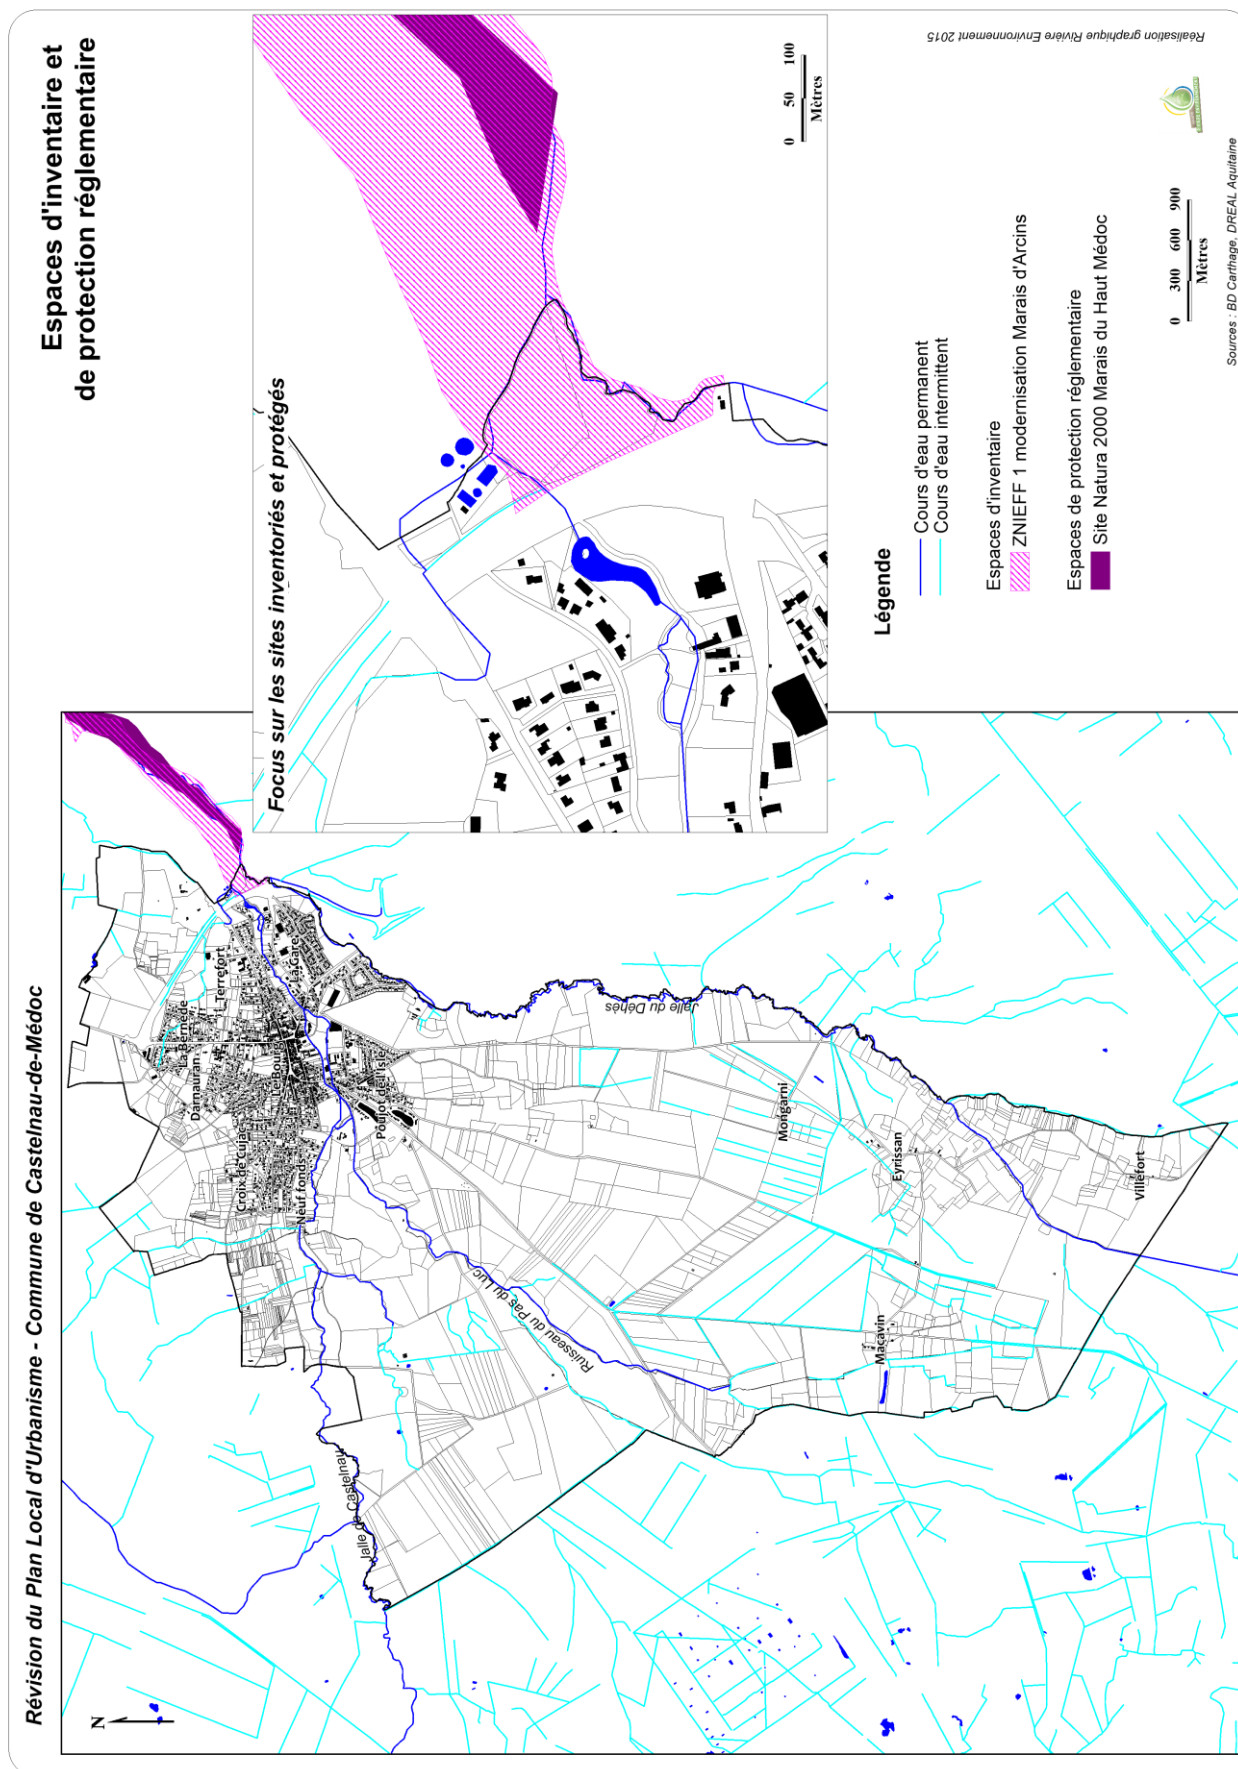 Révision du Plan Local d'Urbanisme - Commune de Castelnau-de-Médoc
Espaces d'inventaire et
de protection réglementaire
N
Focus sur les sites inventoriés et protégés
0 50 100
Mètres
La Bernède
Darnauran
Terrefort
Croix de Cujac
Le Bourg
La Gare
Neuf fonds
Poujot de l'Isle
Jalle de Castelnau
Ruisseau du Pas du Luc
Jalle du Déhès
Mongarni
Eyrissan
Macavin
Villefort
Légende
Cours d'eau permanent
Cours d'eau intermittent
Espaces d'inventaire
ZNIEFF 1 modernisation Marais d'Arcins
Espaces de protection réglementaire
Site Natura 2000 Marais du Haut Médoc
0 300 600 900
Mètres
Sources : BD Carthage, DREAL Aquitaine
Réalisation graphique Rivière Environnement 2015